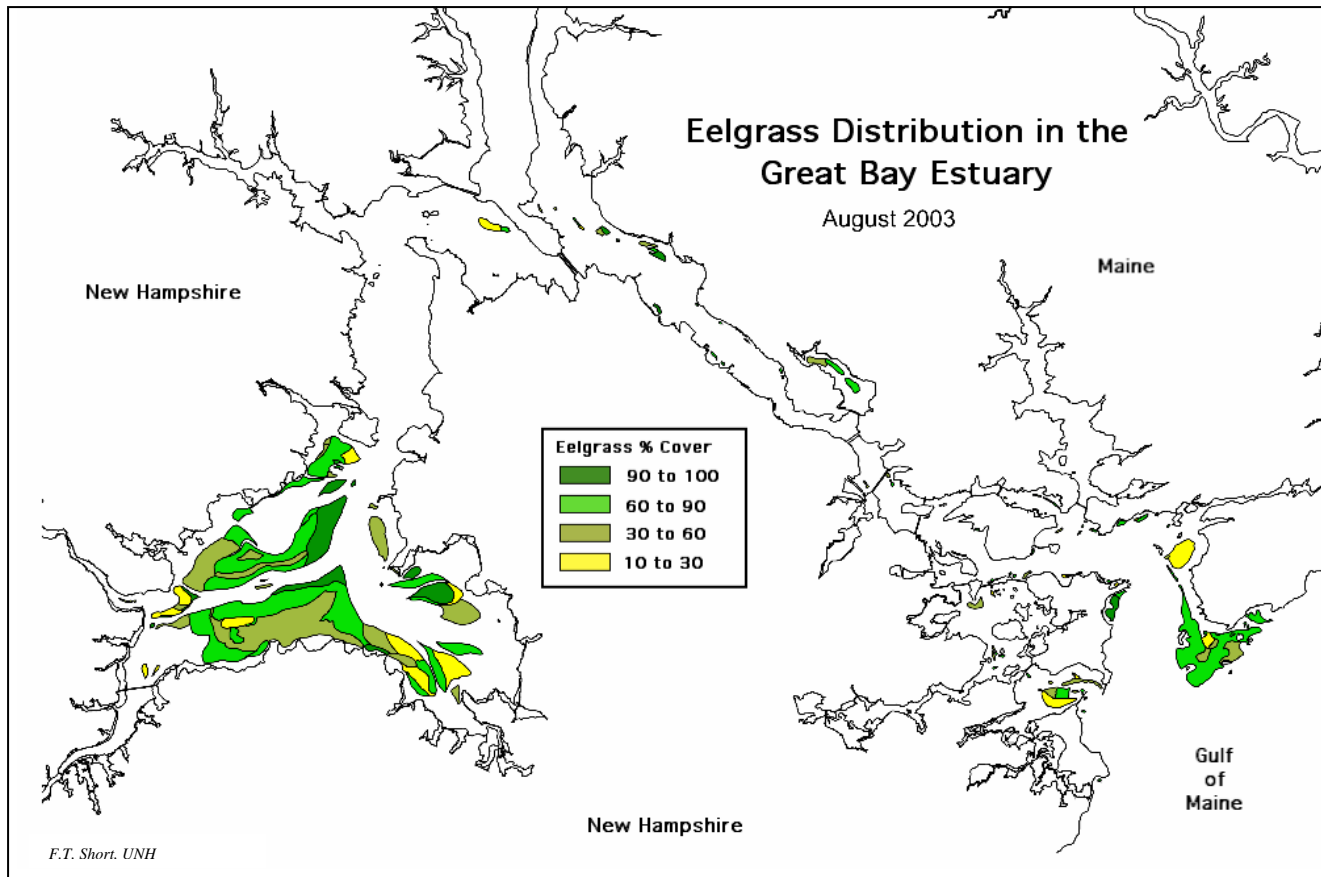 Eelgrass Distribution in the
Great Bay Estuary
August 2003
Maine
New Hampshire
Eelgrass % Cover
90 to 100
60 to 90
30 to 60
10 to 30
Gulf
of
Maine
New Hampshire
F.T. Short. UNH